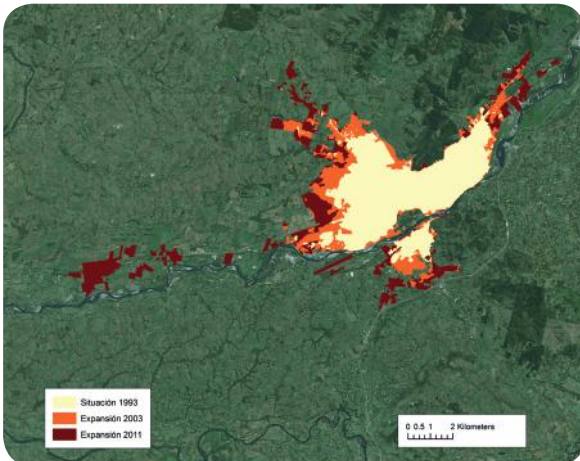 Situación 1993
Expansión 2003
Expansión 2011
0 0.5 1 2 Kilometers